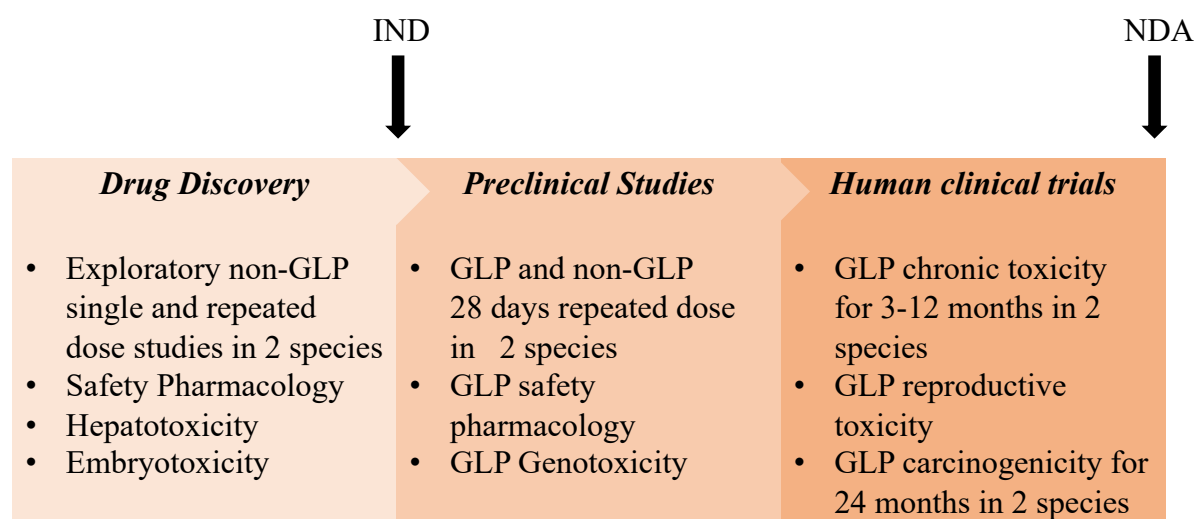 IND
NDA
Drug Discovery
• Exploratory non-GLP
single and repeated
dose studies in 2 species
• Safety Pharmacology
• Hepatotoxicity
• Embryotoxicity
Preclinical Studies
• GLP and non-GLP
28 days repeated dose
in 2 species
• GLP safety
pharmacology
• GLP Genotoxicity
Human clinical trials
• GLP chronic toxicity
for 3-12 months in 2
species
• GLP reproductive
toxicity
• GLP carcinogenicity for
24 months in 2 species